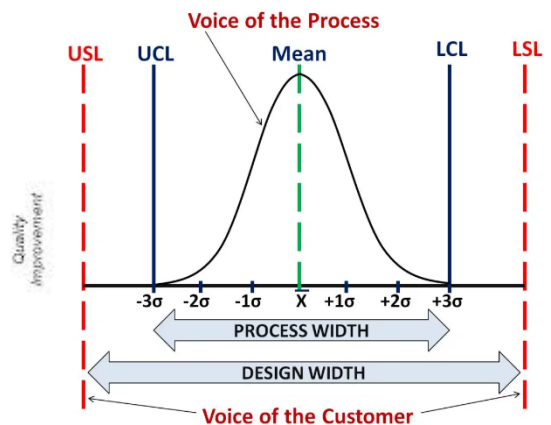 Voice of the Process
USL UCL Mean LCL LSL
Quality
Improvement
-3σ -2σ -1σ X̄ +1σ +2σ +3σ
PROCESS WIDTH
DESIGN WIDTH
Voice of the Customer